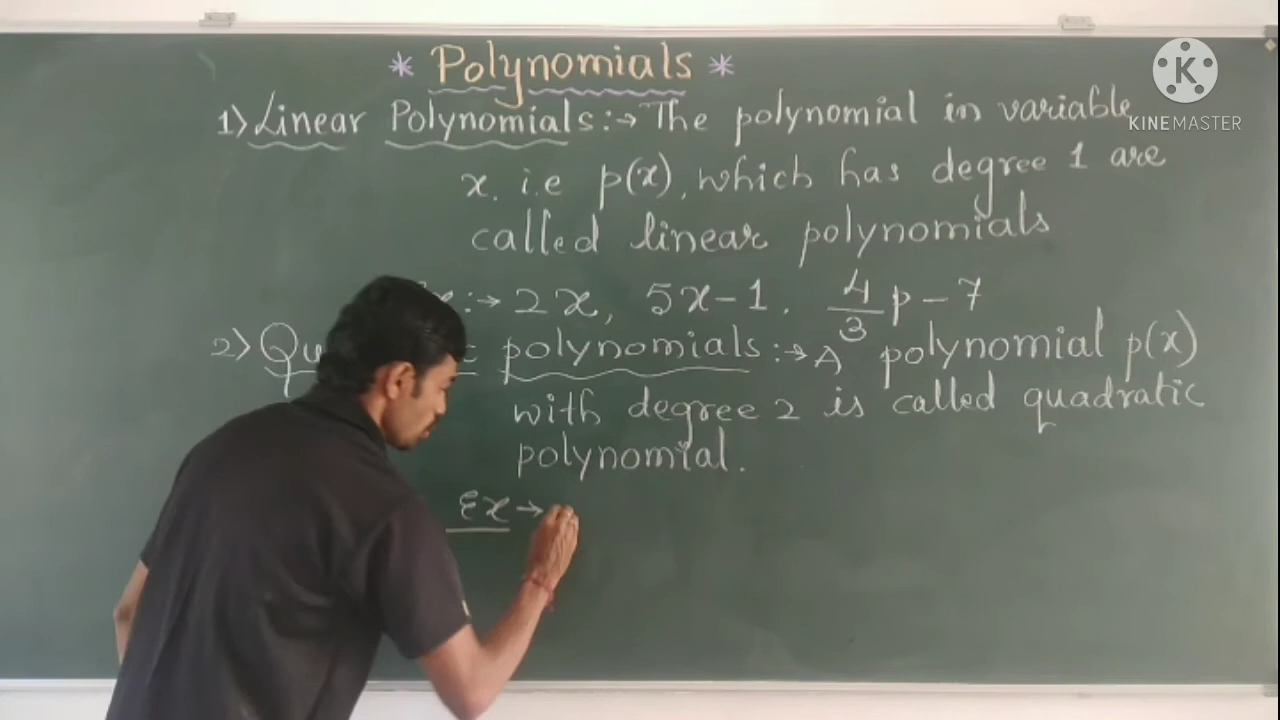 * Polynomials *
1) Linear Polynomials :→ The polynomial in variable
x. i.e p(x), which has degree 1 are
called linear polynomials
:→ 2x, 5x-1. 4/3 p - 7
2) polynomials :→ A polynomial p(x)
with degree 2 is called quadratic
polynomial.
Ex →
K
KINEMASTER